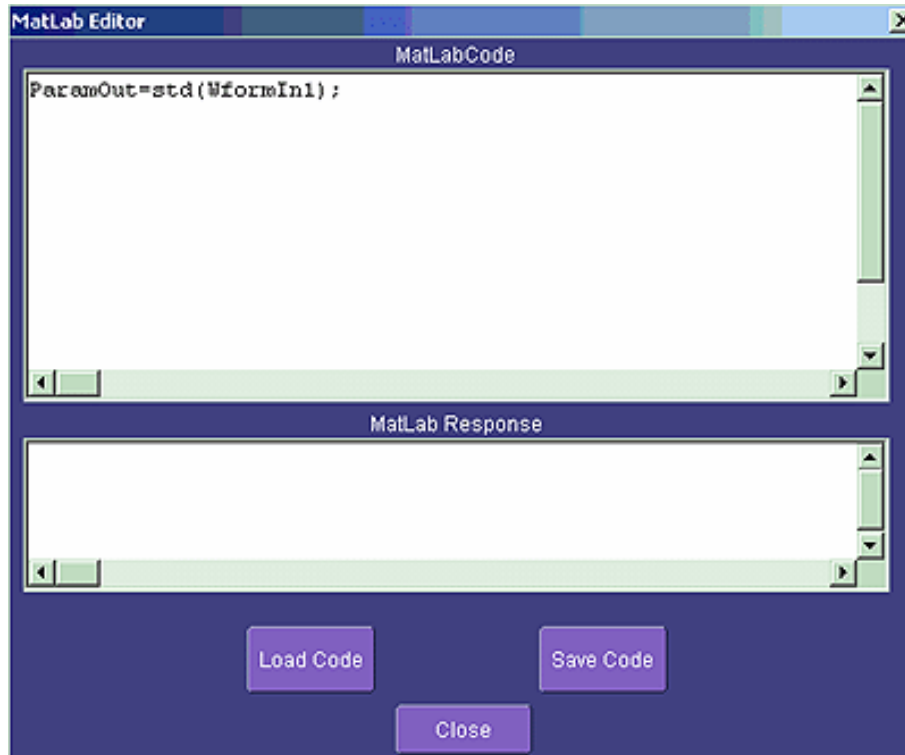 MatLab Editor
MatLabCode
ParamOut=std(WformIn1);
MatLab Response
Load Code
Save Code
Close